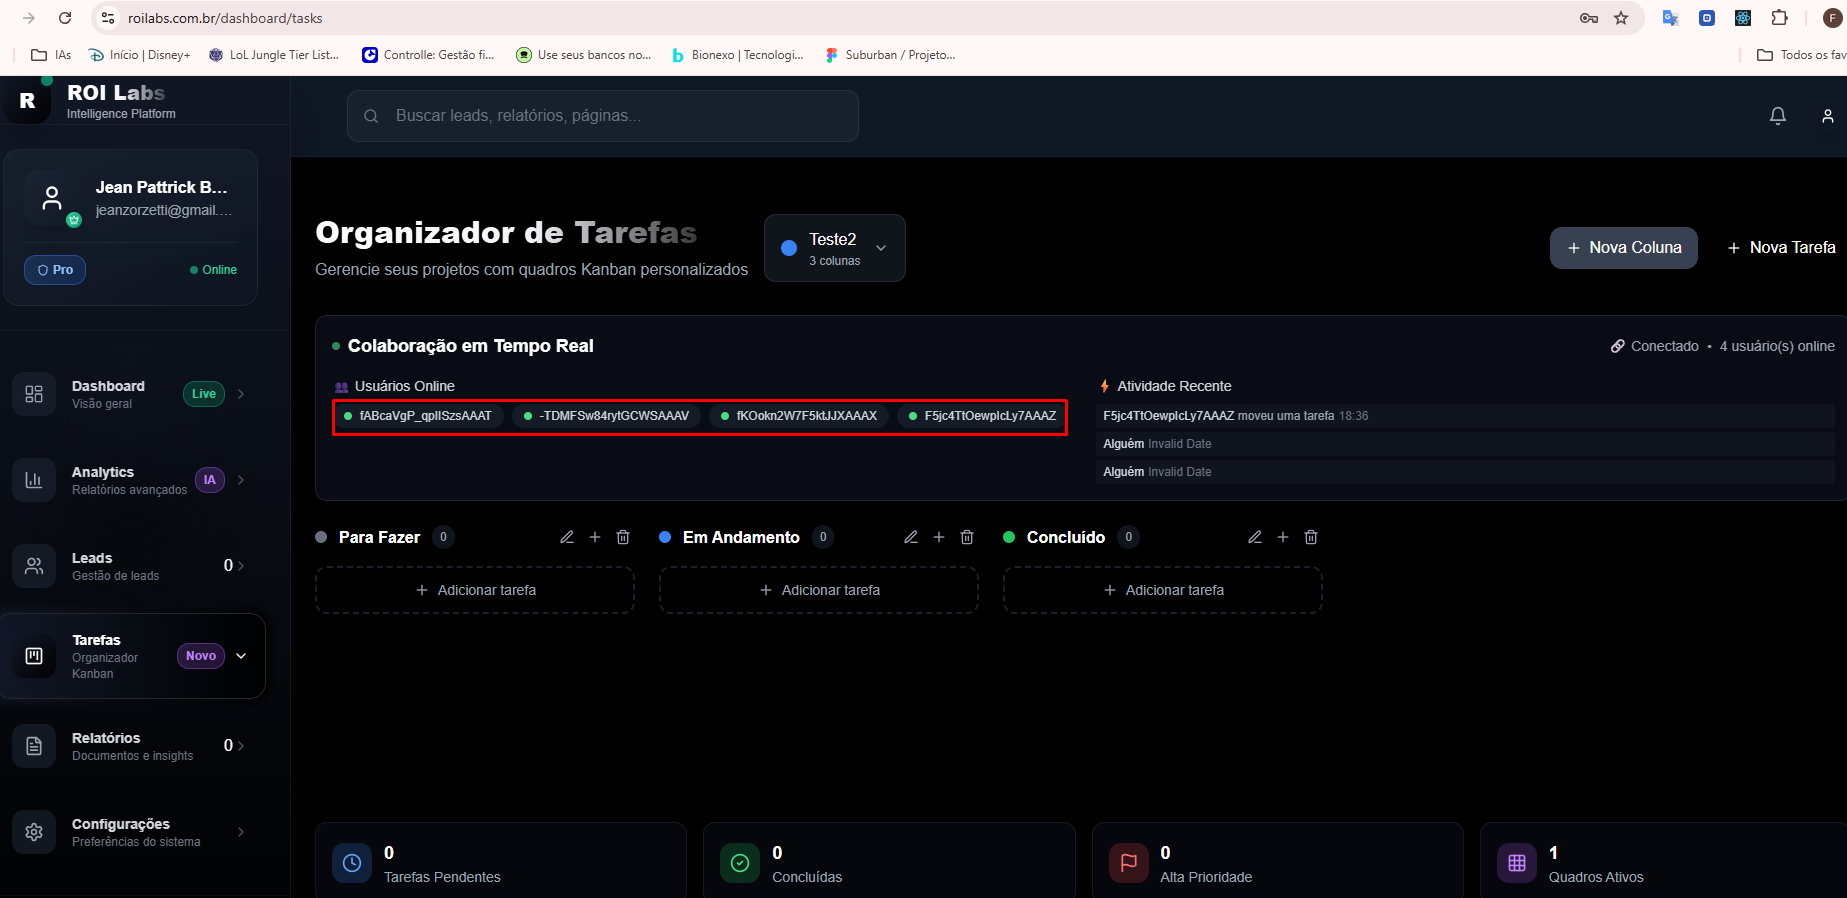 roilabs.com.br/dashboard/tasks
F
IAs
Início | Disney+
LoL Jungle Tier List...
Controlle: Gestão fi...
Use seus bancos no...
Bionexo | Tecnologi...
Suburban / Projeto...
Todos os fav
R
ROI Labs
Intelligence Platform
Buscar leads, relatórios, páginas...
Jean Pattrick B...
jeanzorzetti@gmail....
Pro
Online
Organizador de Tarefas
Gerencie seus projetos com quadros Kanban personalizados
Teste2
3 colunas
Nova Coluna
Nova Tarefa
Colaboração em Tempo Real
Conectado • 4 usuário(s) online
Usuários Online
fABcaVgP_qpIISzsAAAT
-TDMFSw84rytGCWSAAAV
fKOokn2W7F5ktJJXAAAX
F5jc4TtOewpIcLy7AAAZ
Atividade Recente
F5jc4TtOewpIcLy7AAAZ moveu uma tarefa 18:36
Alguém Invalid Date
Alguém Invalid Date
Dashboard
Visão geral
Live
Analytics
Relatórios avançados
IA
Leads
Gestão de leads
0
Tarefas
Organizador
Kanban
Novo
Relatórios
Documentos e insights
0
Configurações
Preferências do sistema
Para Fazer
0
Adicionar tarefa
Em Andamento
0
Adicionar tarefa
Concluído
0
Adicionar tarefa
0
Tarefas Pendentes
0
Concluídas
0
Alta Prioridade
1
Quadros Ativos